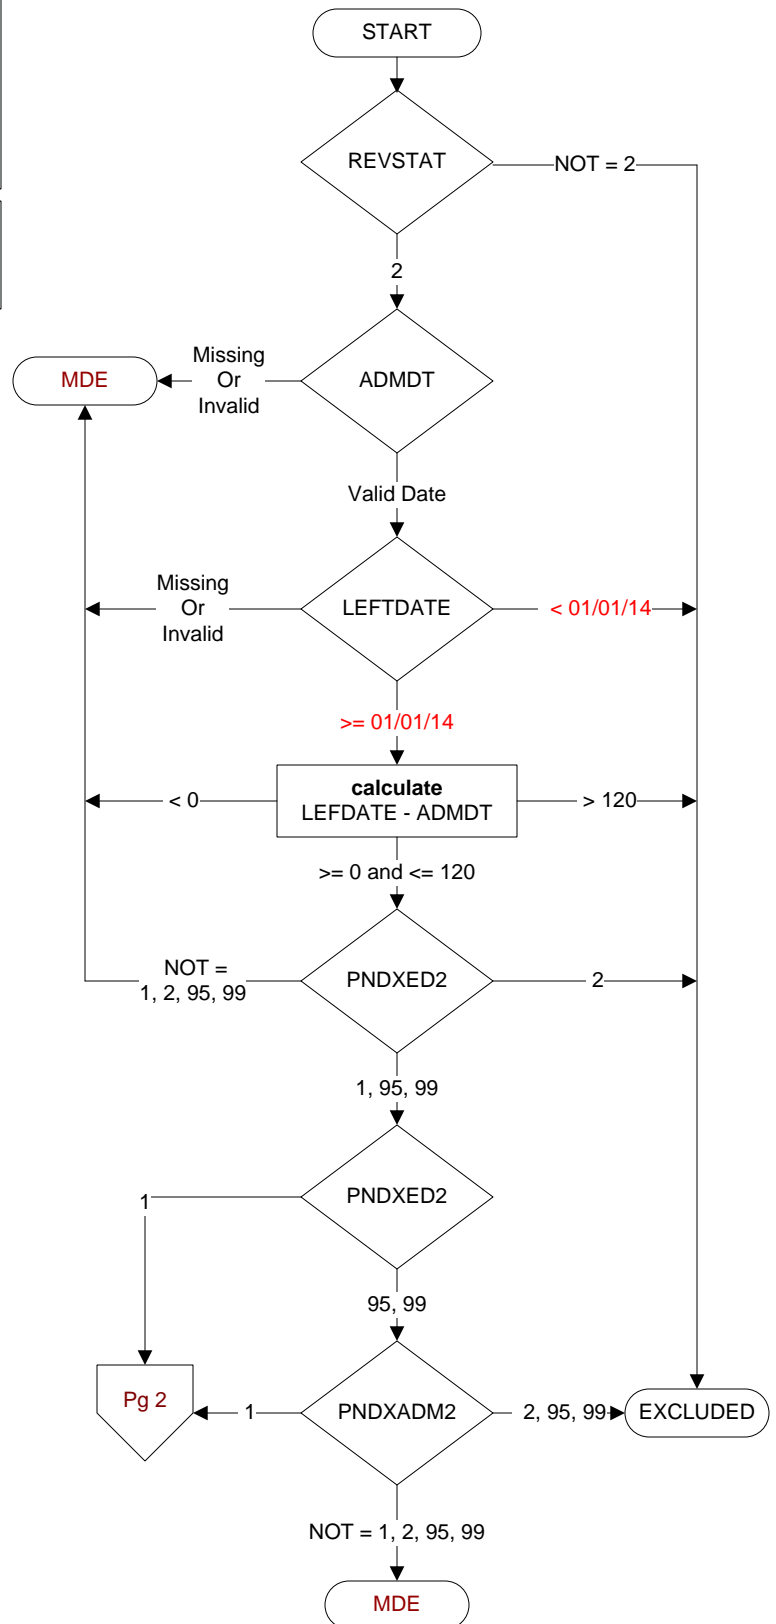 START
REVSTAT
NOT = 2
2
Missing
Or
Invalid
MDE
ADMDT
Valid Date
Missing
Or
Invalid
LEFTDATE
< 01/01/14
>= 01/01/14
< 0
calculate
LEFDATE - ADMDT
> 120
>= 0 and <= 120
NOT =
1, 2, 95, 99
PNDXED2
2
1, 95, 99
PNDXED2
1
95, 99
Pg 2
1
PNDXADM2
2, 95, 99
EXCLUDED
NOT = 1, 2, 95, 99
MDE